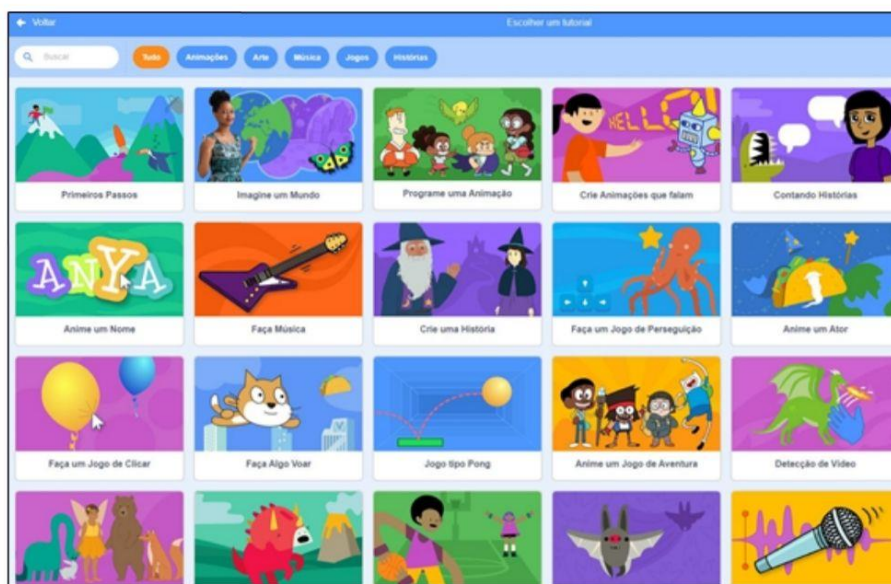 Voltar
Escolher um tutorial
Buscar
Tudo
Animações
Arte
Música
Jogos
Histórias
HELLO!
Primeiros Passos
Imagine um Mundo
Programe uma Animação
Crie Animações que falam
Contando Histórias
ANYA
Anime um Nome
Faça Música
Crie uma História
Faça um Jogo de Perseguição
Anime um Ator
Faça um Jogo de Clicar
Faça Algo Voar
Jogo tipo Pong
Anime um Jogo de Aventura
Detecção de Vídeo